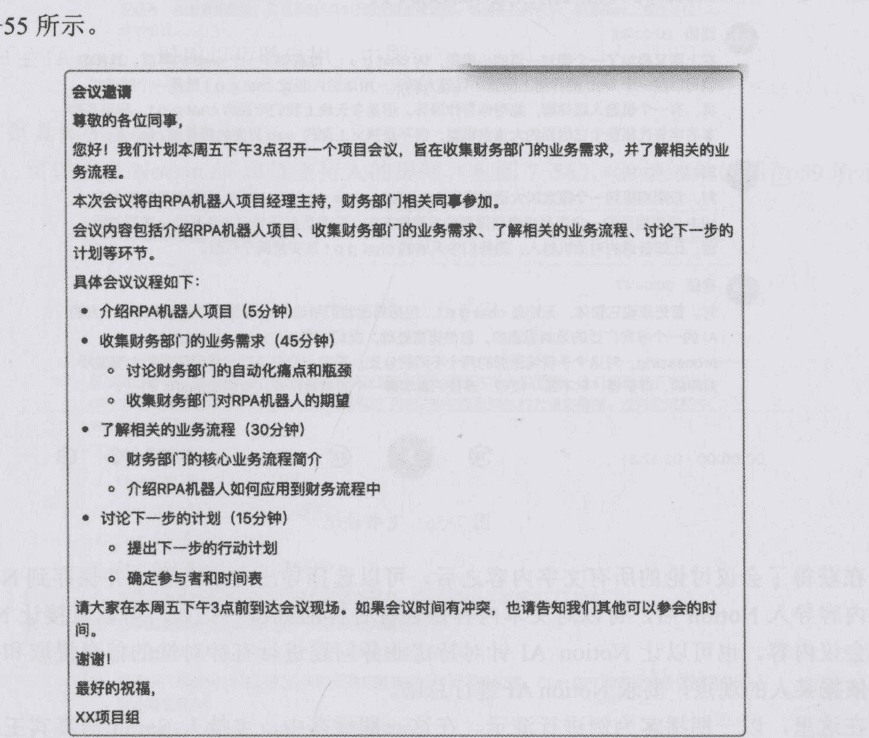 -55 所示。
会议邀请
尊敬的各位同事,
您好！我们计划本周五下午3点召开一个项目会议，旨在收集财务部门的业务需求，并了解相关的业
务流程。
本次会议将由RPA机器人项目经理主持，财务部门相关同事参加。
会议内容包括介绍RPA机器人项目、收集财务部门的业务需求、了解相关的业务流程、讨论下一步的
计划等环节。
具体会议议程如下：
• 介绍RPA机器人项目（5分钟）
• 收集财务部门的业务需求（45分钟）
◦ 讨论财务部门的自动化痛点和瓶颈
◦ 收集财务部门对RPA机器人的期望
• 了解相关的业务流程（30分钟）
◦ 财务部门的核心业务流程简介
◦ 介绍RPA机器人如何应用到财务流程中
• 讨论下一步的计划（15分钟）
◦ 提出下一步的行动计划
◦ 确定参与者和时间表
请大家在本周五下午3点前到达会议现场。如果会议时间有冲突，也请告知我们其他可以参会的时
间。
谢谢！
最好的祝福，
XX项目组